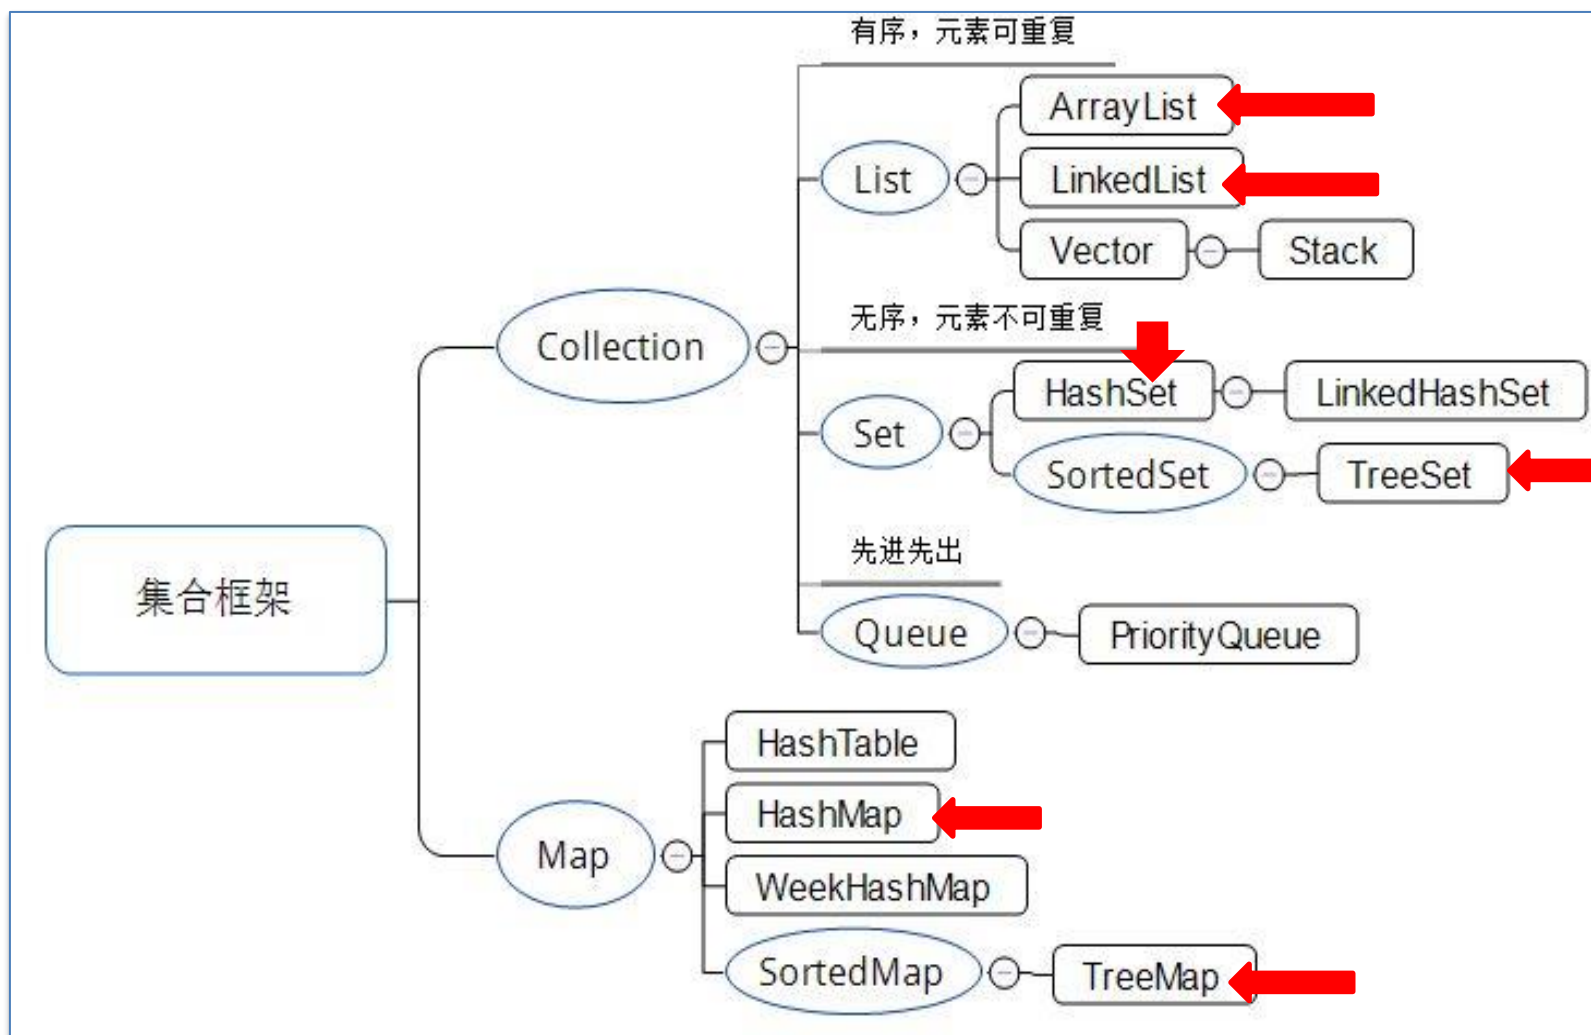 有序，元素可重复
ArrayList
List
LinkedList
Vector
Stack
无序，元素不可重复
Collection
HashSet
LinkedHashSet
Set
SortedSet
TreeSet
先进先出
集合框架
Queue
PriorityQueue
HashTable
HashMap
Map
WeekHashMap
SortedMap
TreeMap